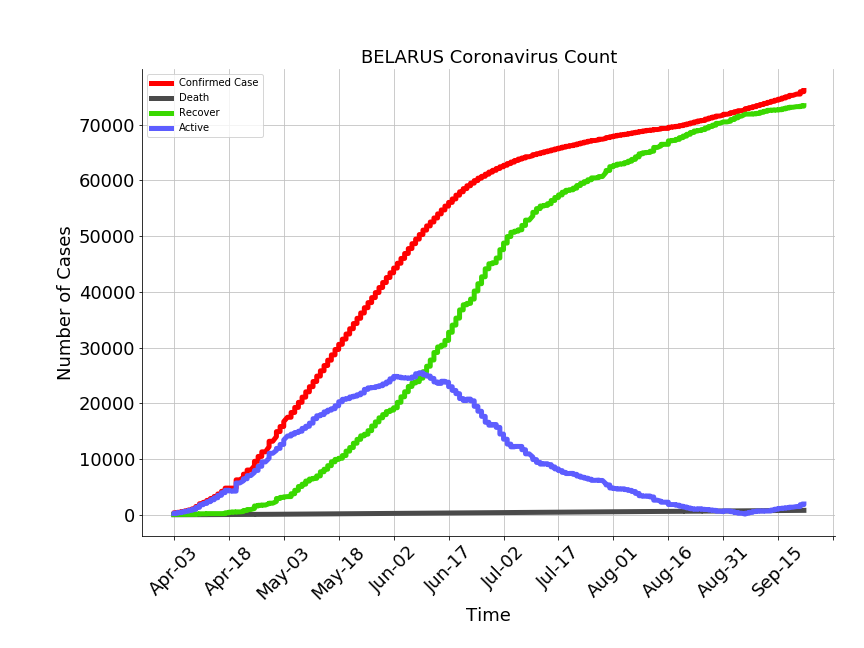 BELARUS Coronavirus Count
Confirmed Case
Death
Recover
Active
Number of Cases
70000
60000
50000
40000
30000
20000
10000
0
Apr-03
Apr-18
May-03
May-18
Jun-02
Jun-17
Jul-02
Jul-17
Aug-01
Aug-16
Aug-31
Sep-15
Time